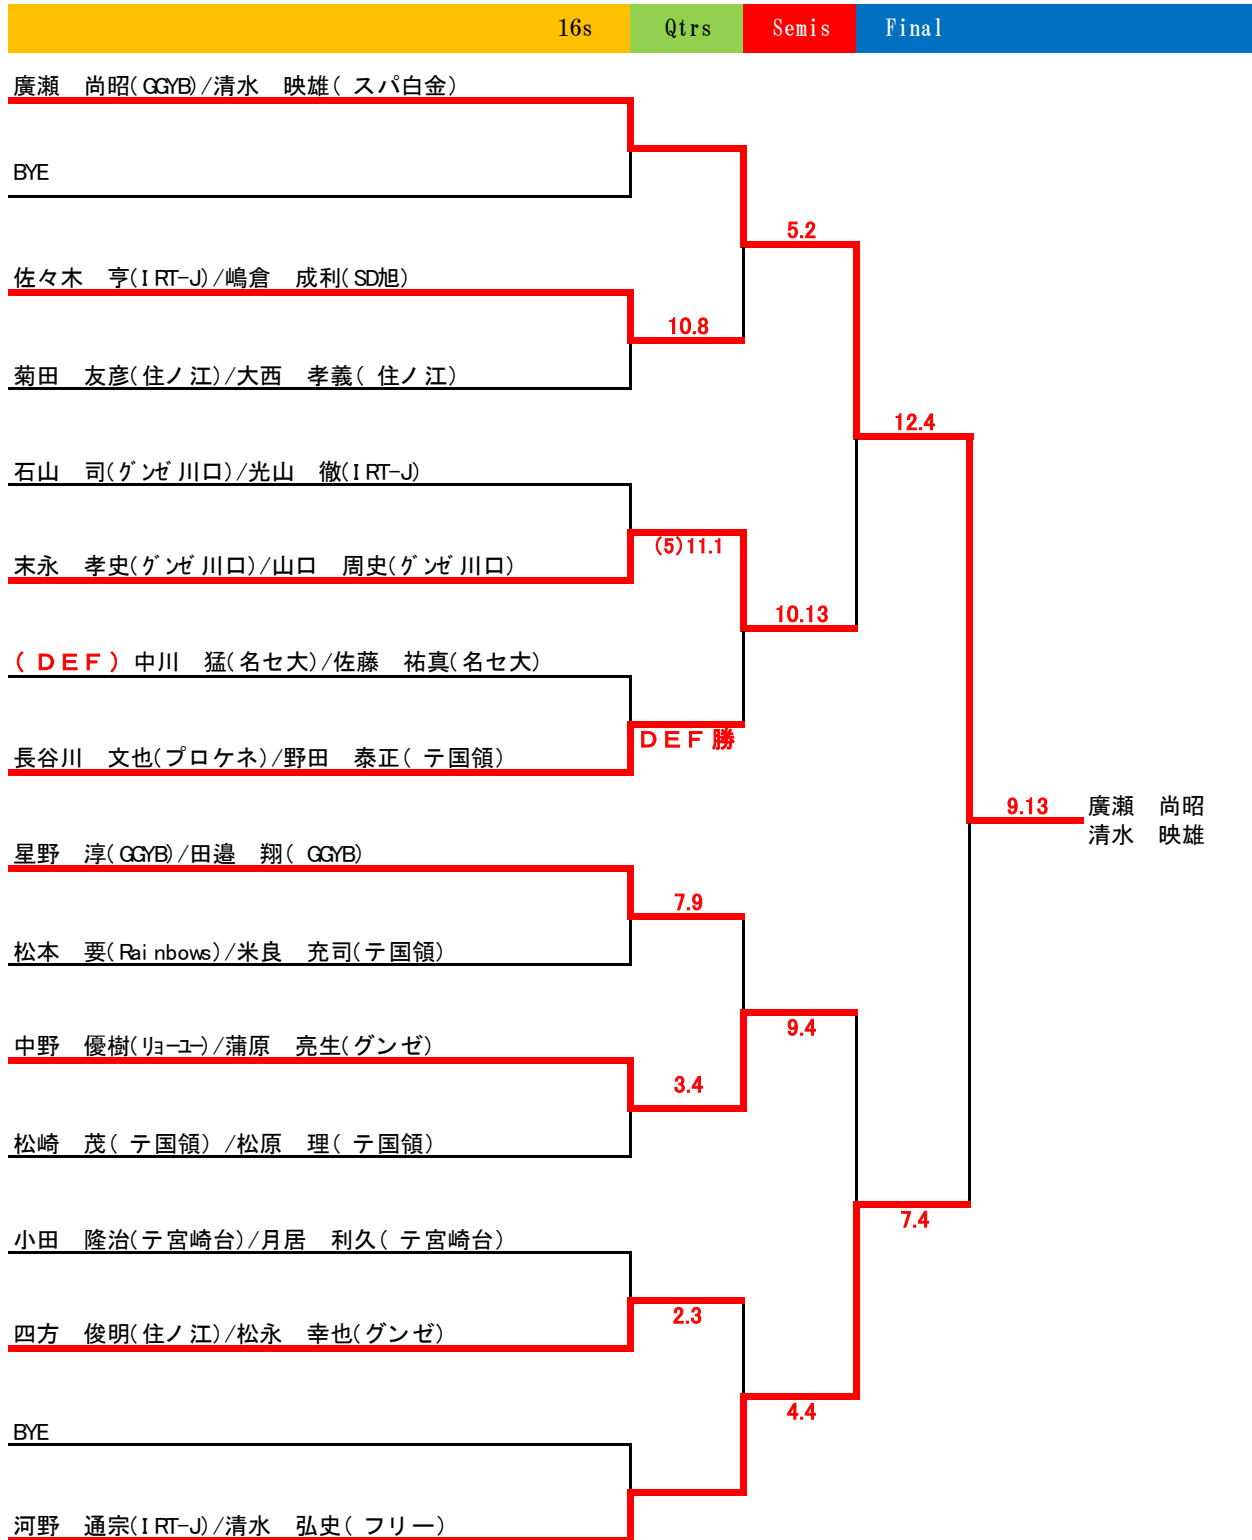 16s Qtrs Semis Final
廣瀬　尚昭(GGYB)/清水　映雄(スパ白金)
BYE
5.2
佐々木　亨(IRT-J)/嶋倉　成利(SD旭)
10.8
菊田　友彦(住ノ江)/大西　孝義(住ノ江)
12.4
石山　司(グンゼ川口)/光山　徹(IRT-J)
(5)11.1
末永　孝史(グンゼ川口)/山口　周史(グンゼ川口)
10.13
(DEF)中川　猛(名セ大)/佐藤　祐真(名セ大)
DEF勝
長谷川　文也(プロケネ)/野田　泰正(テ国領)
9.13 廣瀬　尚昭
清水　映雄
星野　淳(GGYB)/田邉　翔(GGYB)
7.9
松本　要(Rainbows)/米良　充司(テ国領)
9.4
中野　優樹(リョーユー)/蒲原　亮生(グンゼ)
3.4
松崎　茂(テ国領)/松原　理(テ国領)
7.4
小田　隆治(テ宮崎台)/月居　利久(テ宮崎台)
2.3
四方　俊明(住ノ江)/松永　幸也(グンゼ)
4.4
BYE
河野　通宗(IRT-J)/清水　弘史(フリー)